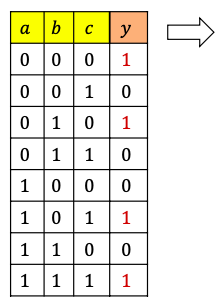 a b c y
0 0 0 1
0 0 1 0
0 1 0 1
0 1 1 0
1 0 0 0
1 0 1 1
1 1 0 0
1 1 1 1